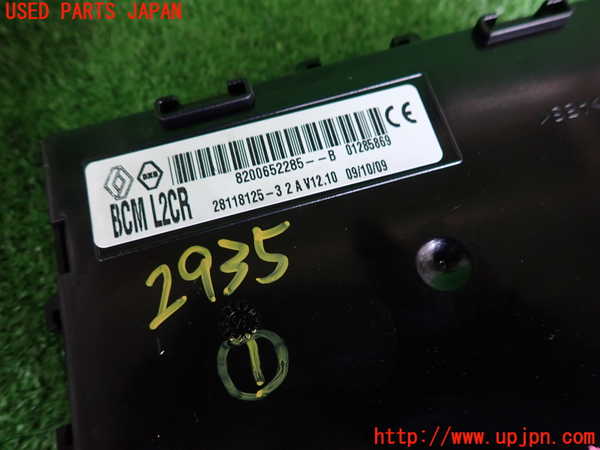 USED PARTS JAPAN
8200652285--B 01285869
BCM L2CR 28118125-3 2 A V12.10 09/10/09
2935
http://www.upjpn.com